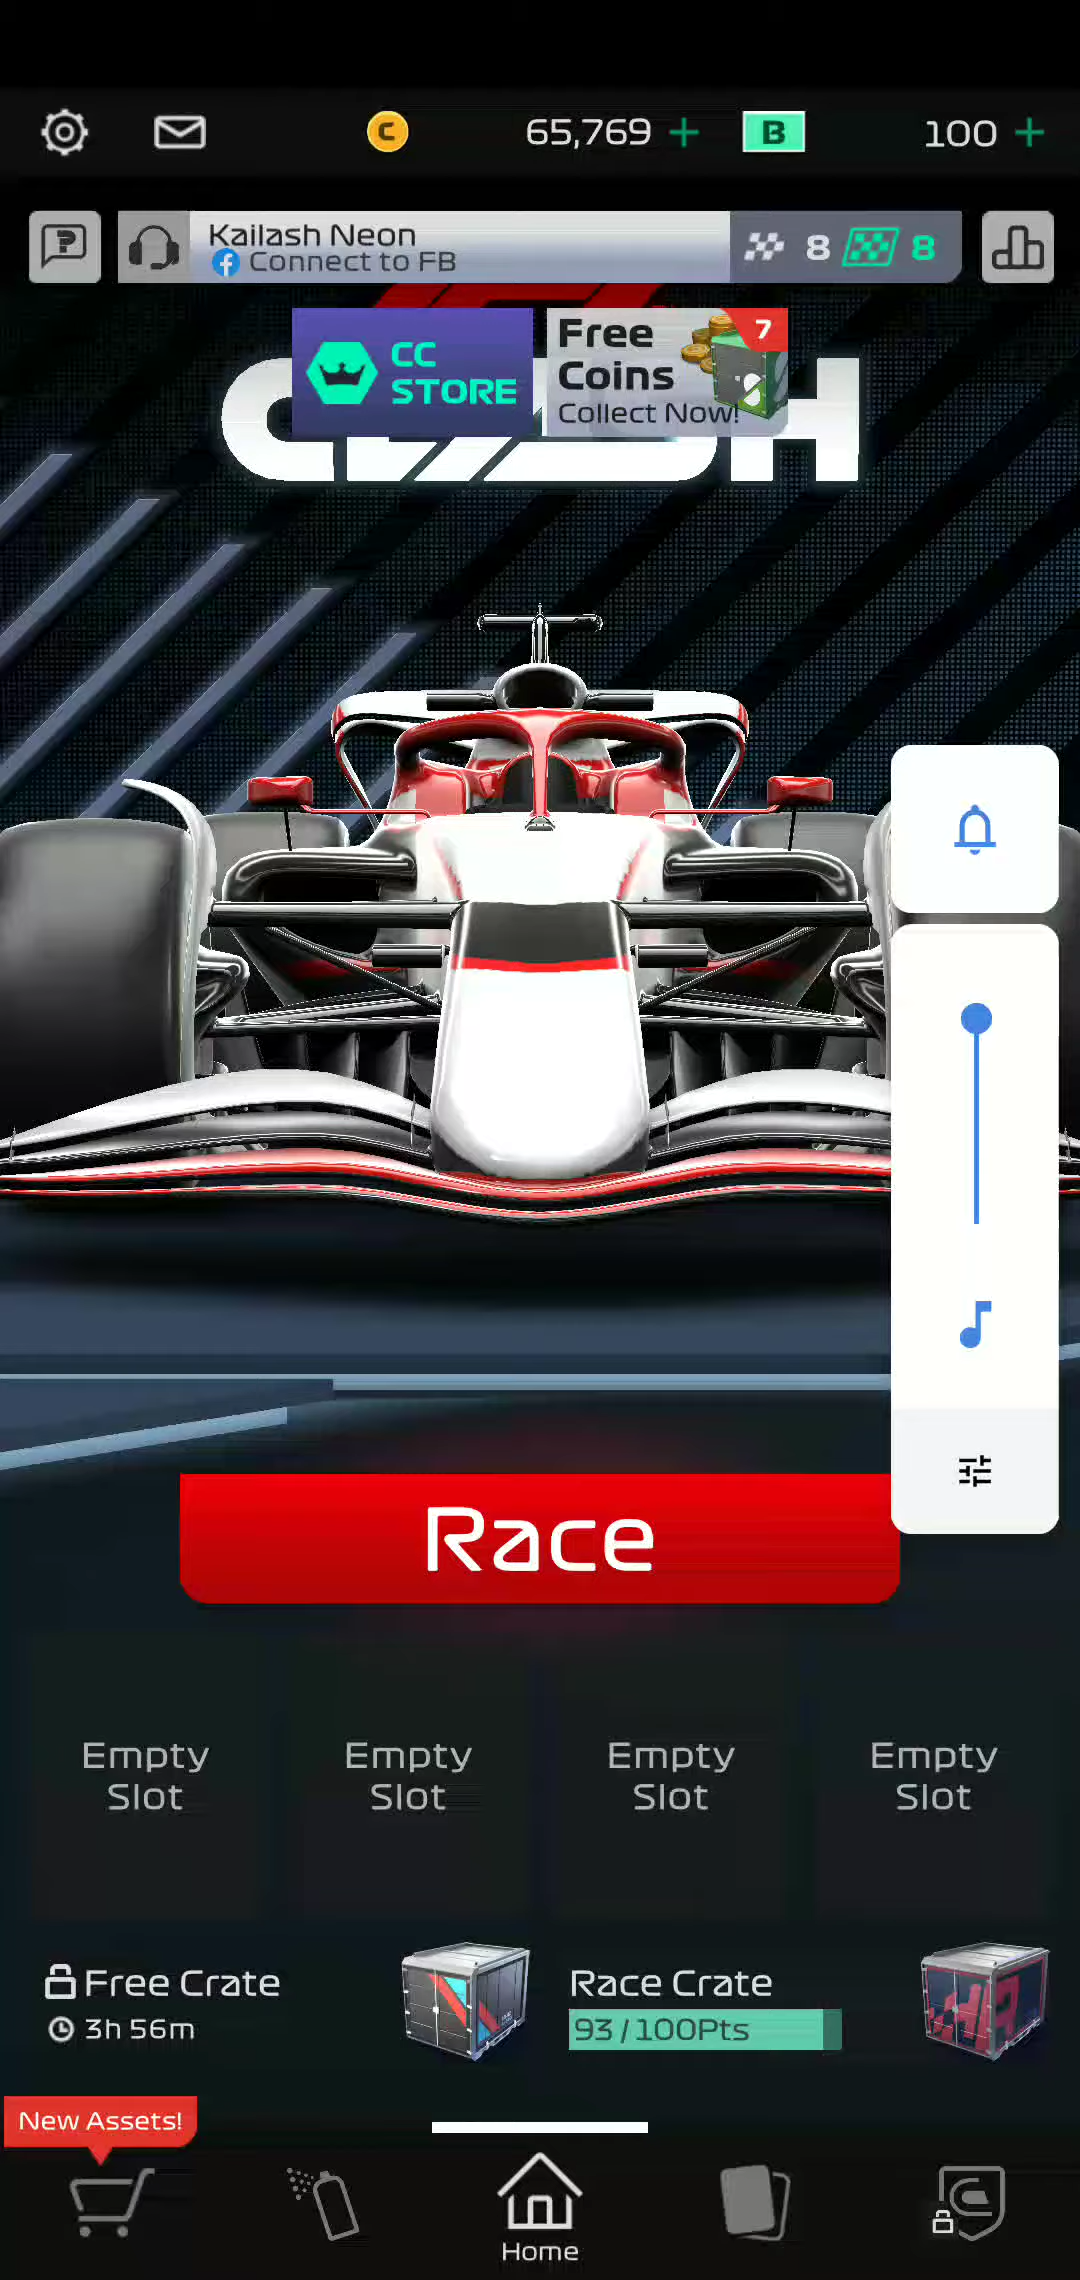 C
65,769
B
100
Kailash Neon
Connect to FB
8
8
CC
STORE
Free
Coins
Collect Now!
7
Race
Empty
Slot
Empty
Slot
Empty
Slot
Empty
Slot
Free Crate
3h 56m
Race Crate
93/100Pts
New Assets!
Home